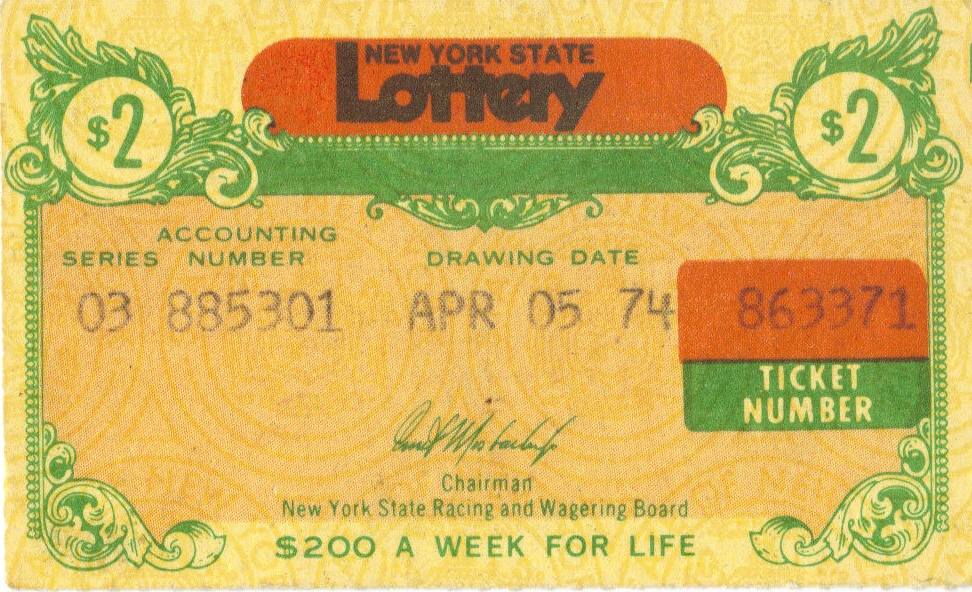 NEW YORK STATE
Lottery
$2
$2
ACCOUNTING
SERIES NUMBER
DRAWING DATE
03 885301
APR 05 74
863371
TICKET
NUMBER
Chairman
New York State Racing and Wagering Board
$200 A WEEK FOR LIFE